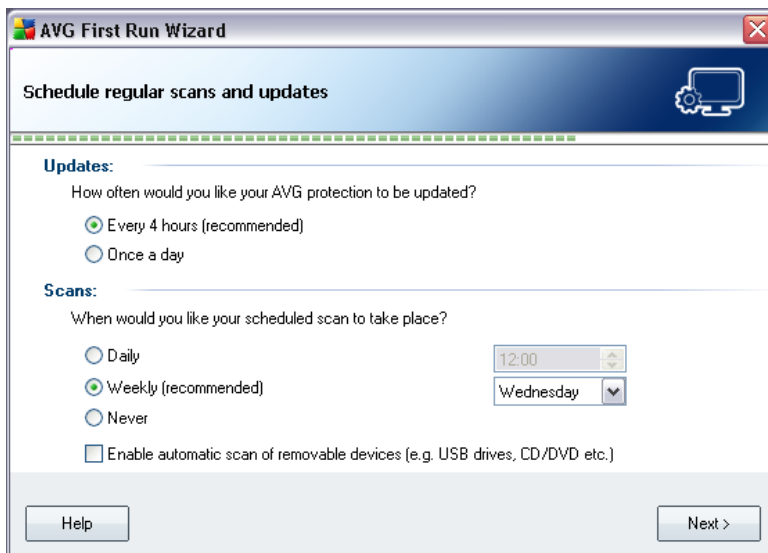 AVG First Run Wizard
Schedule regular scans and updates
Updates:
How often would you like your AVG protection to be updated?
Every 4 hours (recommended)
Once a day
Scans:
When would you like your scheduled scan to take place?
Daily
12:00
Weekly (recommended)
Wednesday
Never
Enable automatic scan of removable devices (e.g. USB drives, CD/DVD etc.)
Help
Next >